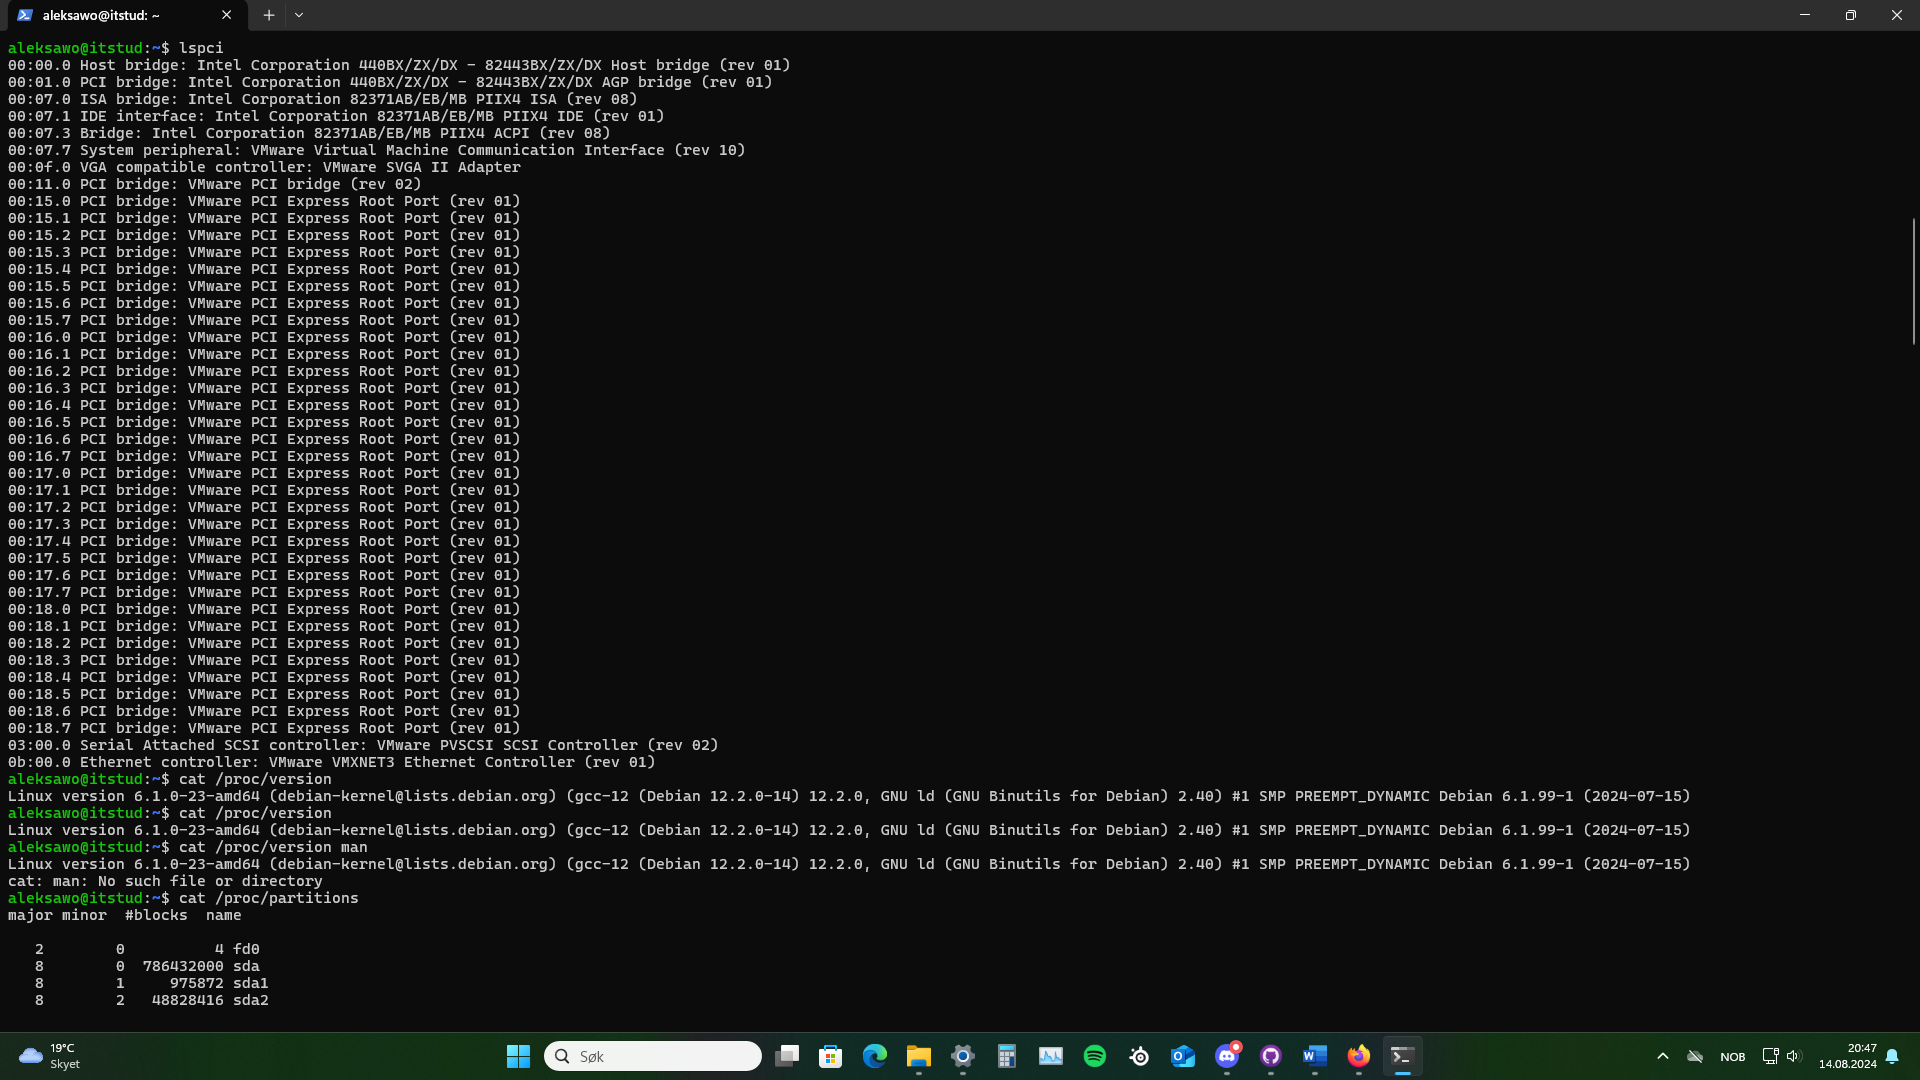 aleksawo@itstud: ~
aleksawo@itstud:~$ lspci
00:00.0 Host bridge: Intel Corporation 440BX/ZX/DX - 82443BX/ZX/DX Host bridge (rev 01)
00:01.0 PCI bridge: Intel Corporation 440BX/ZX/DX - 82443BX/ZX/DX AGP bridge (rev 01)
00:07.0 ISA bridge: Intel Corporation 82371AB/EB/MB PIIX4 ISA (rev 08)
00:07.1 IDE interface: Intel Corporation 82371AB/EB/MB PIIX4 IDE (rev 01)
00:07.3 Bridge: Intel Corporation 82371AB/EB/MB PIIX4 ACPI (rev 08)
00:07.7 System peripheral: VMware Virtual Machine Communication Interface (rev 10)
00:0f.0 VGA compatible controller: VMware SVGA II Adapter
00:11.0 PCI bridge: VMware PCI bridge (rev 02)
00:15.0 PCI bridge: VMware PCI Express Root Port (rev 01)
00:15.1 PCI bridge: VMware PCI Express Root Port (rev 01)
00:15.2 PCI bridge: VMware PCI Express Root Port (rev 01)
00:15.3 PCI bridge: VMware PCI Express Root Port (rev 01)
00:15.4 PCI bridge: VMware PCI Express Root Port (rev 01)
00:15.5 PCI bridge: VMware PCI Express Root Port (rev 01)
00:15.6 PCI bridge: VMware PCI Express Root Port (rev 01)
00:15.7 PCI bridge: VMware PCI Express Root Port (rev 01)
00:16.0 PCI bridge: VMware PCI Express Root Port (rev 01)
00:16.1 PCI bridge: VMware PCI Express Root Port (rev 01)
00:16.2 PCI bridge: VMware PCI Express Root Port (rev 01)
00:16.3 PCI bridge: VMware PCI Express Root Port (rev 01)
00:16.4 PCI bridge: VMware PCI Express Root Port (rev 01)
00:16.5 PCI bridge: VMware PCI Express Root Port (rev 01)
00:16.6 PCI bridge: VMware PCI Express Root Port (rev 01)
00:16.7 PCI bridge: VMware PCI Express Root Port (rev 01)
00:17.0 PCI bridge: VMware PCI Express Root Port (rev 01)
00:17.1 PCI bridge: VMware PCI Express Root Port (rev 01)
00:17.2 PCI bridge: VMware PCI Express Root Port (rev 01)
00:17.3 PCI bridge: VMware PCI Express Root Port (rev 01)
00:17.4 PCI bridge: VMware PCI Express Root Port (rev 01)
00:17.5 PCI bridge: VMware PCI Express Root Port (rev 01)
00:17.6 PCI bridge: VMware PCI Express Root Port (rev 01)
00:17.7 PCI bridge: VMware PCI Express Root Port (rev 01)
00:18.0 PCI bridge: VMware PCI Express Root Port (rev 01)
00:18.1 PCI bridge: VMware PCI Express Root Port (rev 01)
00:18.2 PCI bridge: VMware PCI Express Root Port (rev 01)
00:18.3 PCI bridge: VMware PCI Express Root Port (rev 01)
00:18.4 PCI bridge: VMware PCI Express Root Port (rev 01)
00:18.5 PCI bridge: VMware PCI Express Root Port (rev 01)
00:18.6 PCI bridge: VMware PCI Express Root Port (rev 01)
00:18.7 PCI bridge: VMware PCI Express Root Port (rev 01)
03:00.0 Serial Attached SCSI controller: VMware PVSCSI SCSI Controller (rev 02)
0b:00.0 Ethernet controller: VMware VMXNET3 Ethernet Controller (rev 01)
aleksawo@itstud:~$ cat /proc/version
Linux version 6.1.0-23-amd64 (debian-kernel@lists.debian.org) (gcc-12 (Debian 12.2.0-14) 12.2.0, GNU ld (GNU Binutils for Debian) 2.40) #1 SMP PREEMPT_DYNAMIC Debian 6.1.99-1 (2024-07-15)
aleksawo@itstud:~$ cat /proc/version
Linux version 6.1.0-23-amd64 (debian-kernel@lists.debian.org) (gcc-12 (Debian 12.2.0-14) 12.2.0, GNU ld (GNU Binutils for Debian) 2.40) #1 SMP PREEMPT_DYNAMIC Debian 6.1.99-1 (2024-07-15)
aleksawo@itstud:~$ cat /proc/version man
Linux version 6.1.0-23-amd64 (debian-kernel@lists.debian.org) (gcc-12 (Debian 12.2.0-14) 12.2.0, GNU ld (GNU Binutils for Debian) 2.40) #1 SMP PREEMPT_DYNAMIC Debian 6.1.99-1 (2024-07-15)
cat: man: No such file or directory
aleksawo@itstud:~$ cat /proc/partitions
major minor  #blocks  name
2 0 4 fd0
8 0 786432000 sda
8 1 975872 sda1
8 2 48828416 sda2
19°C
Skyet
Søk
NOB
20:47
14.08.2024